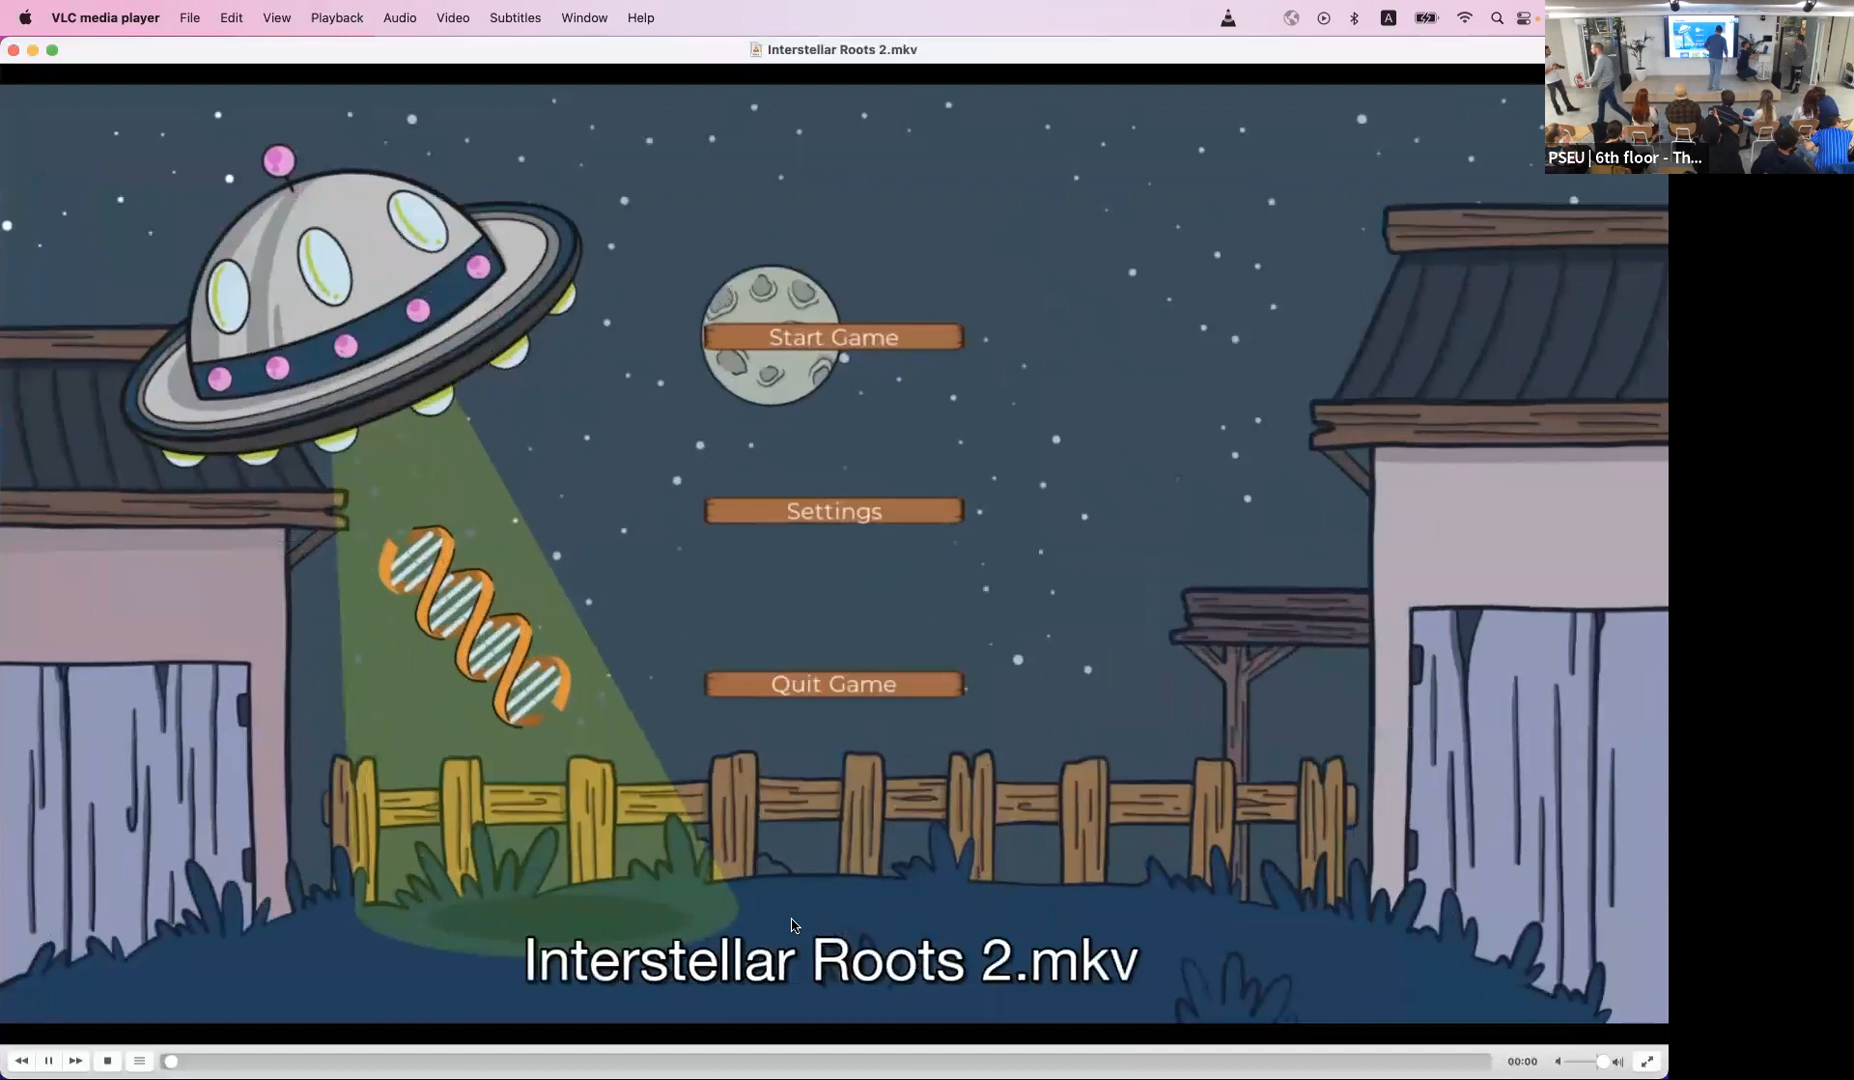 VLC media player File Edit View Playback Audio Video Subtitles Window Help
A
Interstellar Roots 2.mkv
PSEU | 6th floor - Th...
Start Game
Settings
Quit Game
Interstellar Roots 2.mkv
00:00